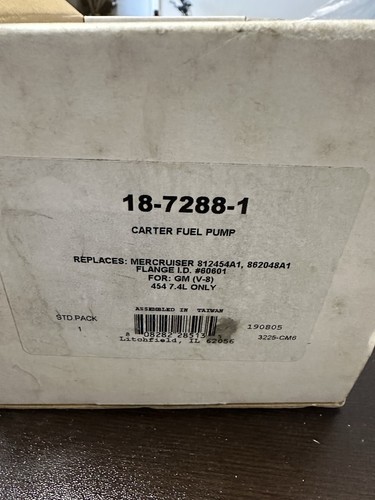 18-7288-1
CARTER FUEL PUMP
REPLACES: MERCRUISER 812454A1, 862048A1
FLANGE I.D. #60601
FOR: GM (V-8)
454 7.4L ONLY
ASSEMBLED IN TAIWAN
STD.PACK
1
190805
3225-CM6
Litchfield, IL 62056